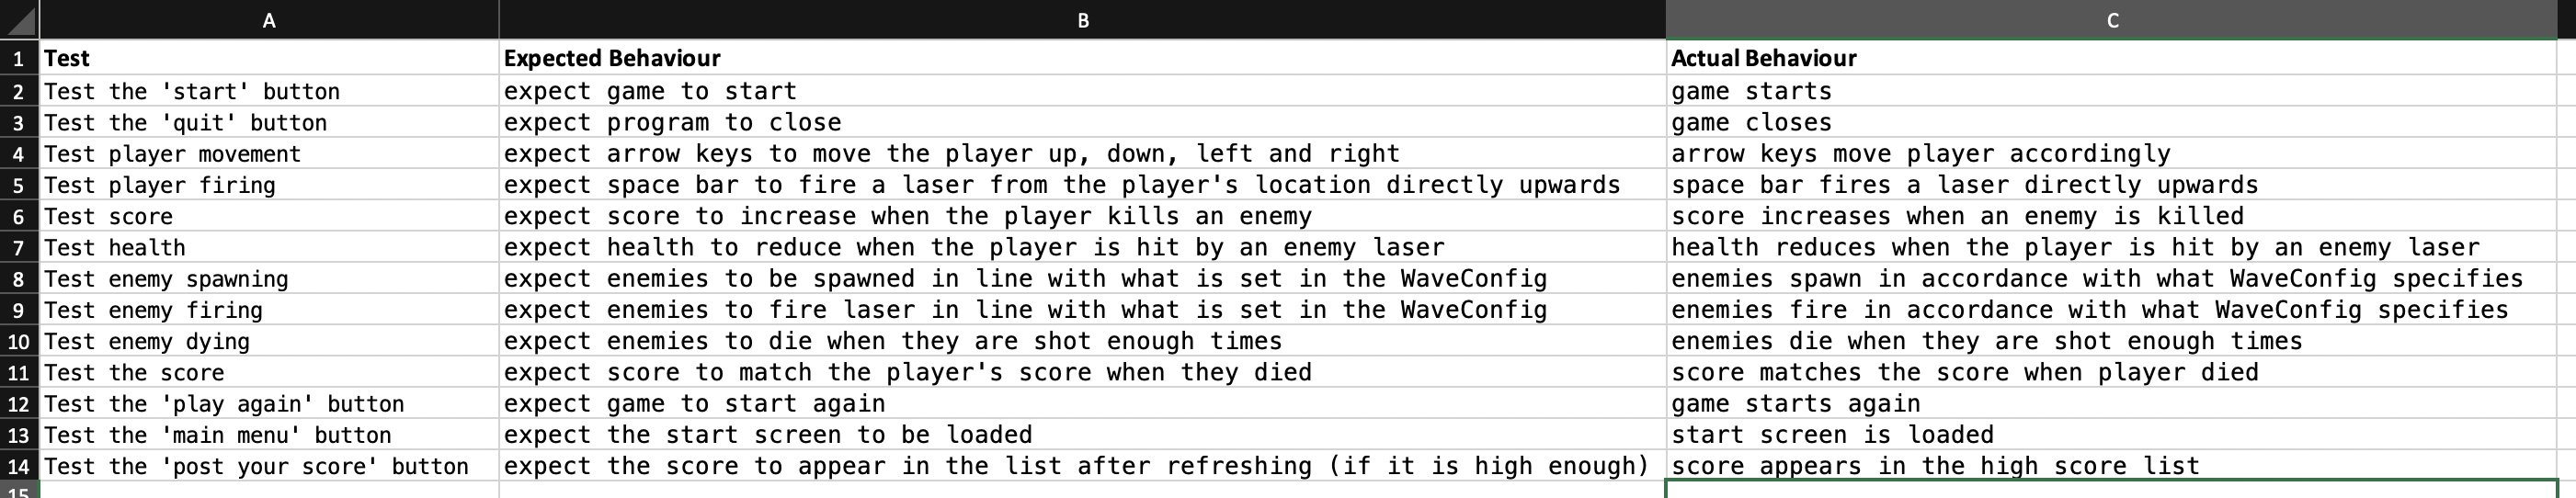 A B C
1 Test Expected Behaviour Actual Behaviour
2 Test the 'start' button expect game to start game starts
3 Test the 'quit' button expect program to close game closes
4 Test player movement expect arrow keys to move the player up, down, left and right arrow keys move player accordingly
5 Test player firing expect space bar to fire a laser from the player's location directly upwards space bar fires a laser directly upwards
6 Test score expect score to increase when the player kills an enemy score increases when an enemy is killed
7 Test health expect health to reduce when the player is hit by an enemy laser health reduces when the player is hit by an enemy laser
8 Test enemy spawning expect enemies to be spawned in line with what is set in the WaveConfig enemies spawn in accordance with what WaveConfig specifies
9 Test enemy firing expect enemies to fire laser in line with what is set in the WaveConfig enemies fire in accordance with what WaveConfig specifies
10 Test enemy dying expect enemies to die when they are shot enough times enemies die when they are shot enough times
11 Test the score expect score to match the player's score when they died score matches the score when player died
12 Test the 'play again' button expect game to start again game starts again
13 Test the 'main menu' button expect the start screen to be loaded start screen is loaded
14 Test the 'post your score' button expect the score to appear in the list after refreshing (if it is high enough) score appears in the high score list
15